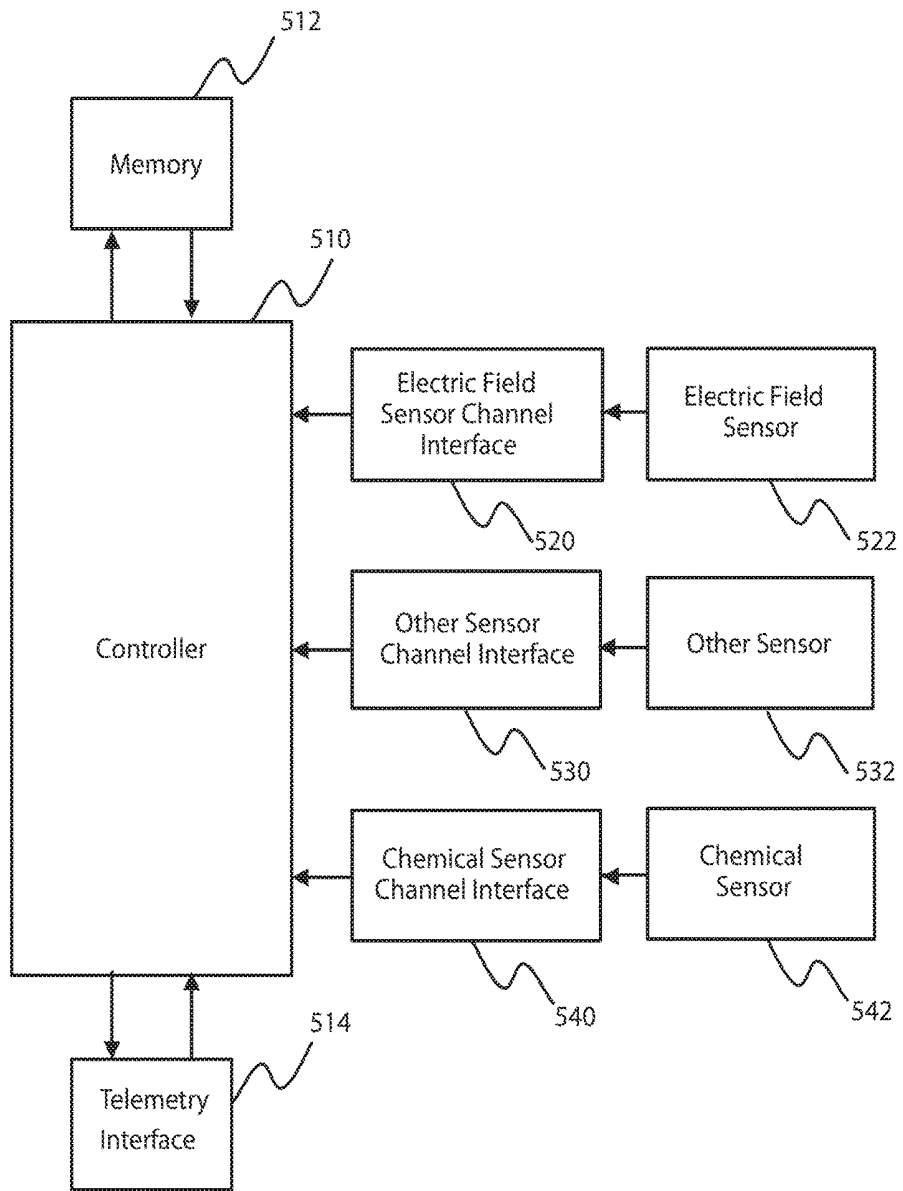 512
Memory
510
Electric Field
Sensor Channel
Interface
Electric Field
Sensor
520
522
Controller
Other Sensor
Channel Interface
Other Sensor
530
532
Chemical Sensor
Channel Interface
Chemical
Sensor
540
542
514
Telemetry
Interface